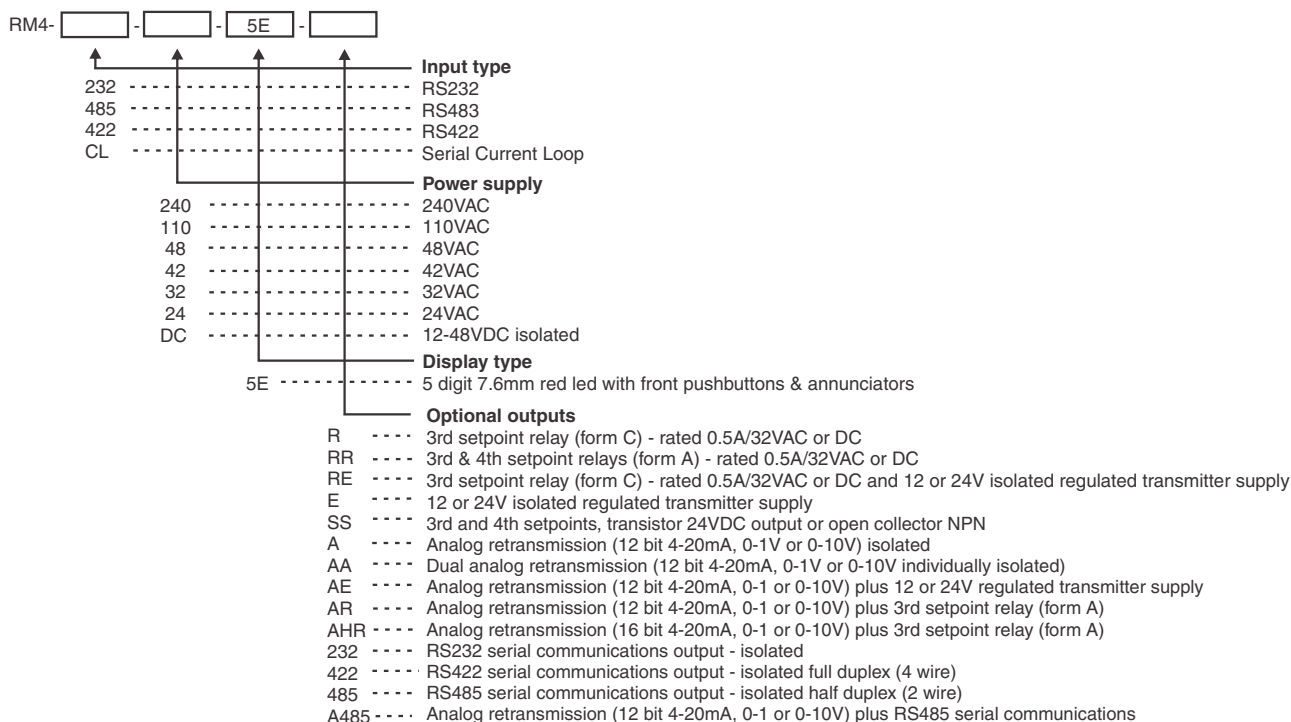 RM4- - - 5E -
Input type
232 RS232
485 RS483
422 RS422
CL Serial Current Loop
Power supply
240 240VAC
110 110VAC
48 48VAC
42 42VAC
32 32VAC
24 24VAC
DC 12-48VDC isolated
Display type
5E 5 digit 7.6mm red led with front pushbuttons & annunciators
Optional outputs
R 3rd setpoint relay (form C) - rated 0.5A/32VAC or DC
RR 3rd & 4th setpoint relays (form A) - rated 0.5A/32VAC or DC
RE 3rd setpoint relay (form C) - rated 0.5A/32VAC or DC and 12 or 24V isolated regulated transmitter supply
E 12 or 24V isolated regulated transmitter supply
SS 3rd and 4th setpoints, transistor 24VDC output or open collector NPN
A Analog retransmission (12 bit 4-20mA, 0-1V or 0-10V) isolated
AA Dual analog retransmission (12 bit 4-20mA, 0-1V or 0-10V individually isolated)
AE Analog retransmission (12 bit 4-20mA, 0-1 or 0-10V) plus 12 or 24V regulated transmitter supply
AR Analog retransmission (12 bit 4-20mA, 0-1 or 0-10V) plus 3rd setpoint relay (form A)
AHR Analog retransmission (16 bit 4-20mA, 0-1 or 0-10V) plus 3rd setpoint relay (form A)
232 RS232 serial communications output - isolated
422 RS422 serial communications output - isolated full duplex (4 wire)
485 RS485 serial communications output - isolated half duplex (2 wire)
A485 Analog retransmission (12 bit 4-20mA, 0-1 or 0-10V) plus RS485 serial communications